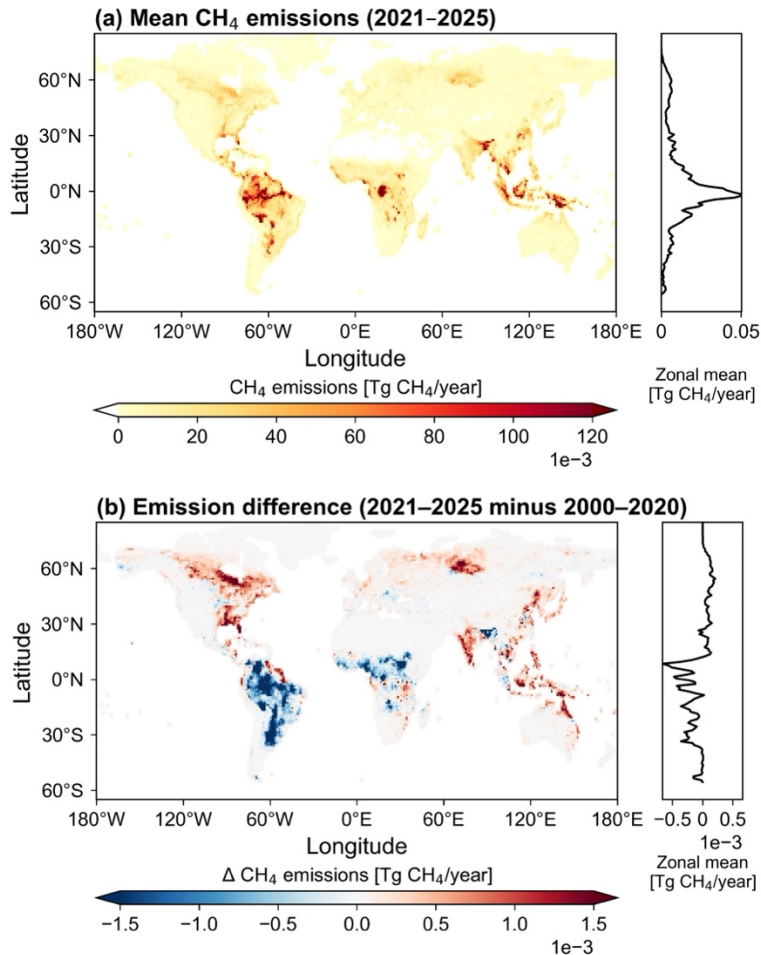 (a) Mean CH₄ emissions (2021–2025)
60°N
30°N
0°N
30°S
60°S
Latitude
180°W 120°W 60°W 0°E 60°E 120°E 180°E
Longitude
0 0.05
Zonal mean
[Tg CH₄/year]
CH₄ emissions [Tg CH₄/year]
0 20 40 60 80 100 120
1e−3
(b) Emission difference (2021–2025 minus 2000–2020)
60°N
30°N
0°N
30°S
60°S
Latitude
180°W 120°W 60°W 0°E 60°E 120°E 180°E
Longitude
−0.5 0 0.5
1e−3
Zonal mean
[Tg CH₄/year]
Δ CH₄ emissions [Tg CH₄/year]
−1.5 −1.0 −0.5 0.0 0.5 1.0 1.5
1e−3